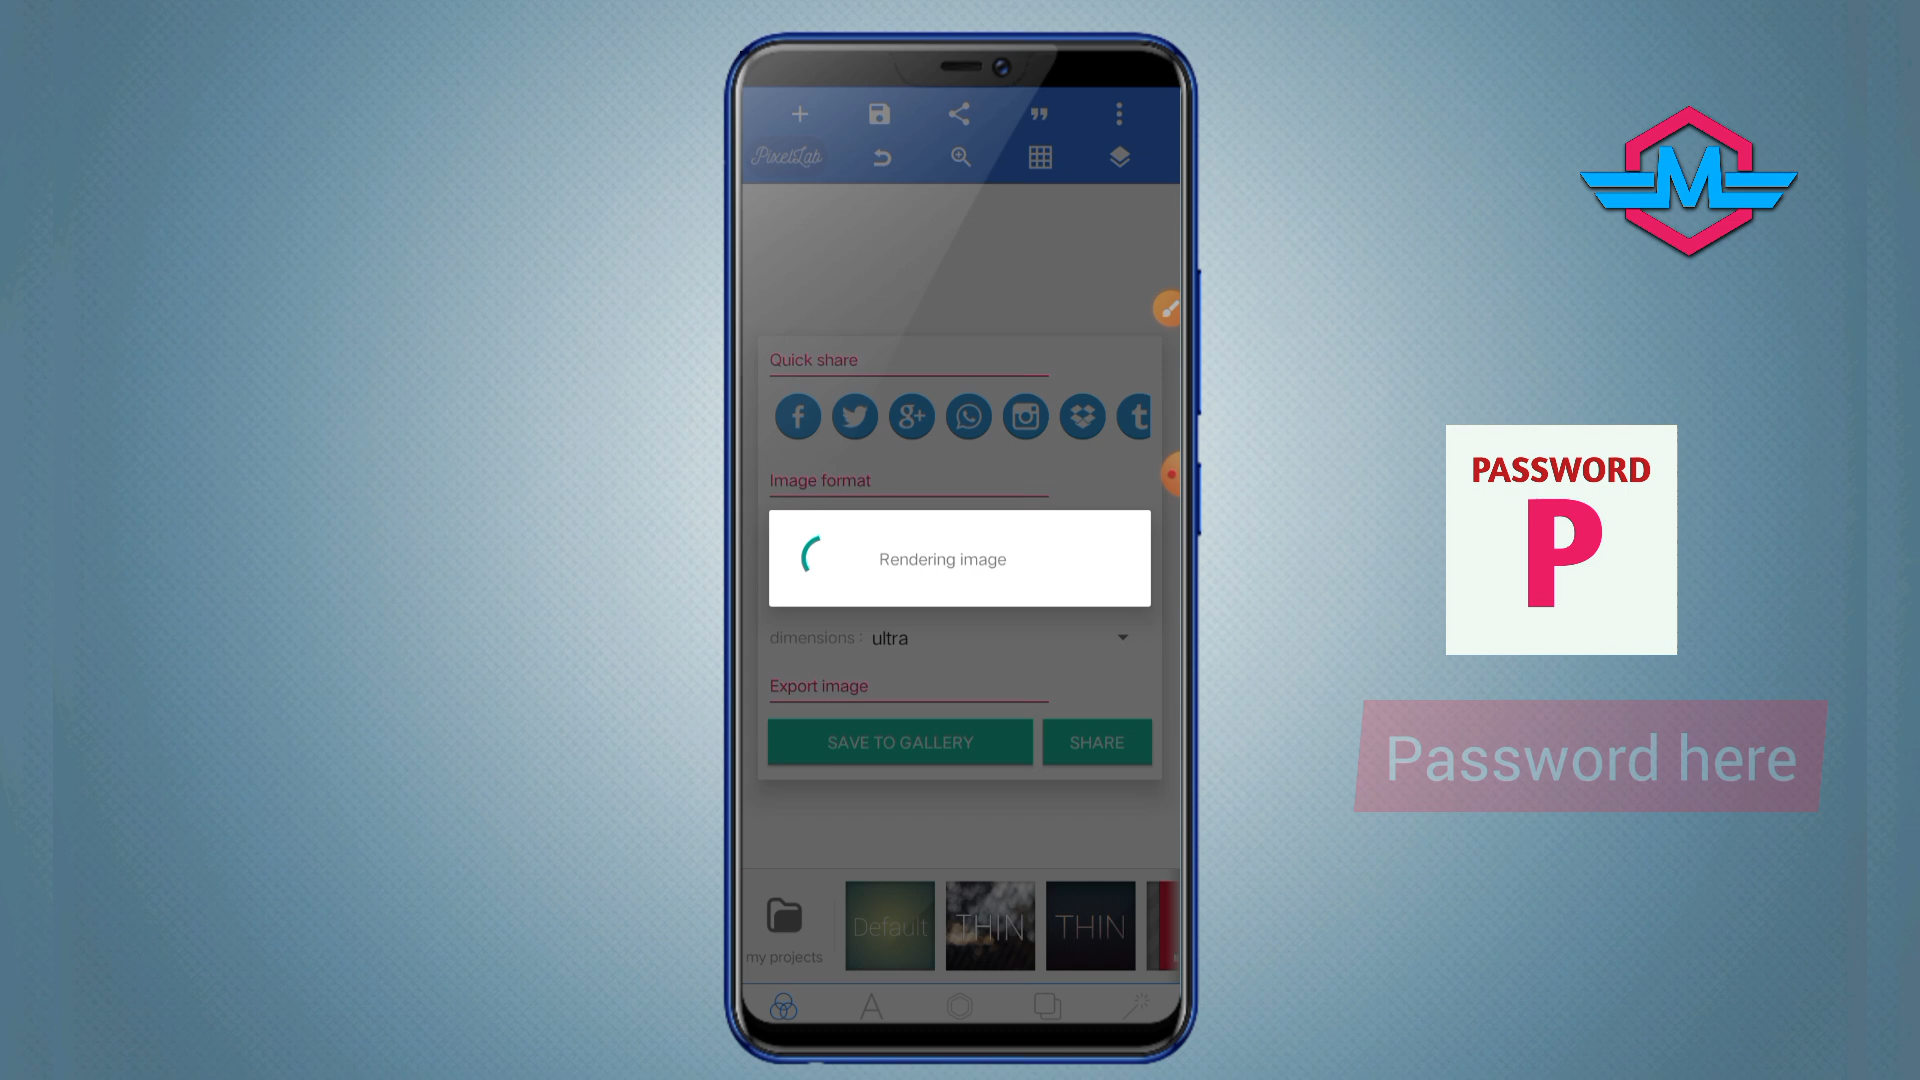 PixelLab
Quick share
Image format
Rendering image
dimensions : ultra
Export image
SAVE TO GALLERY
SHARE
my projects
Default
THIN
THIN
M
PASSWORD
P
Password here